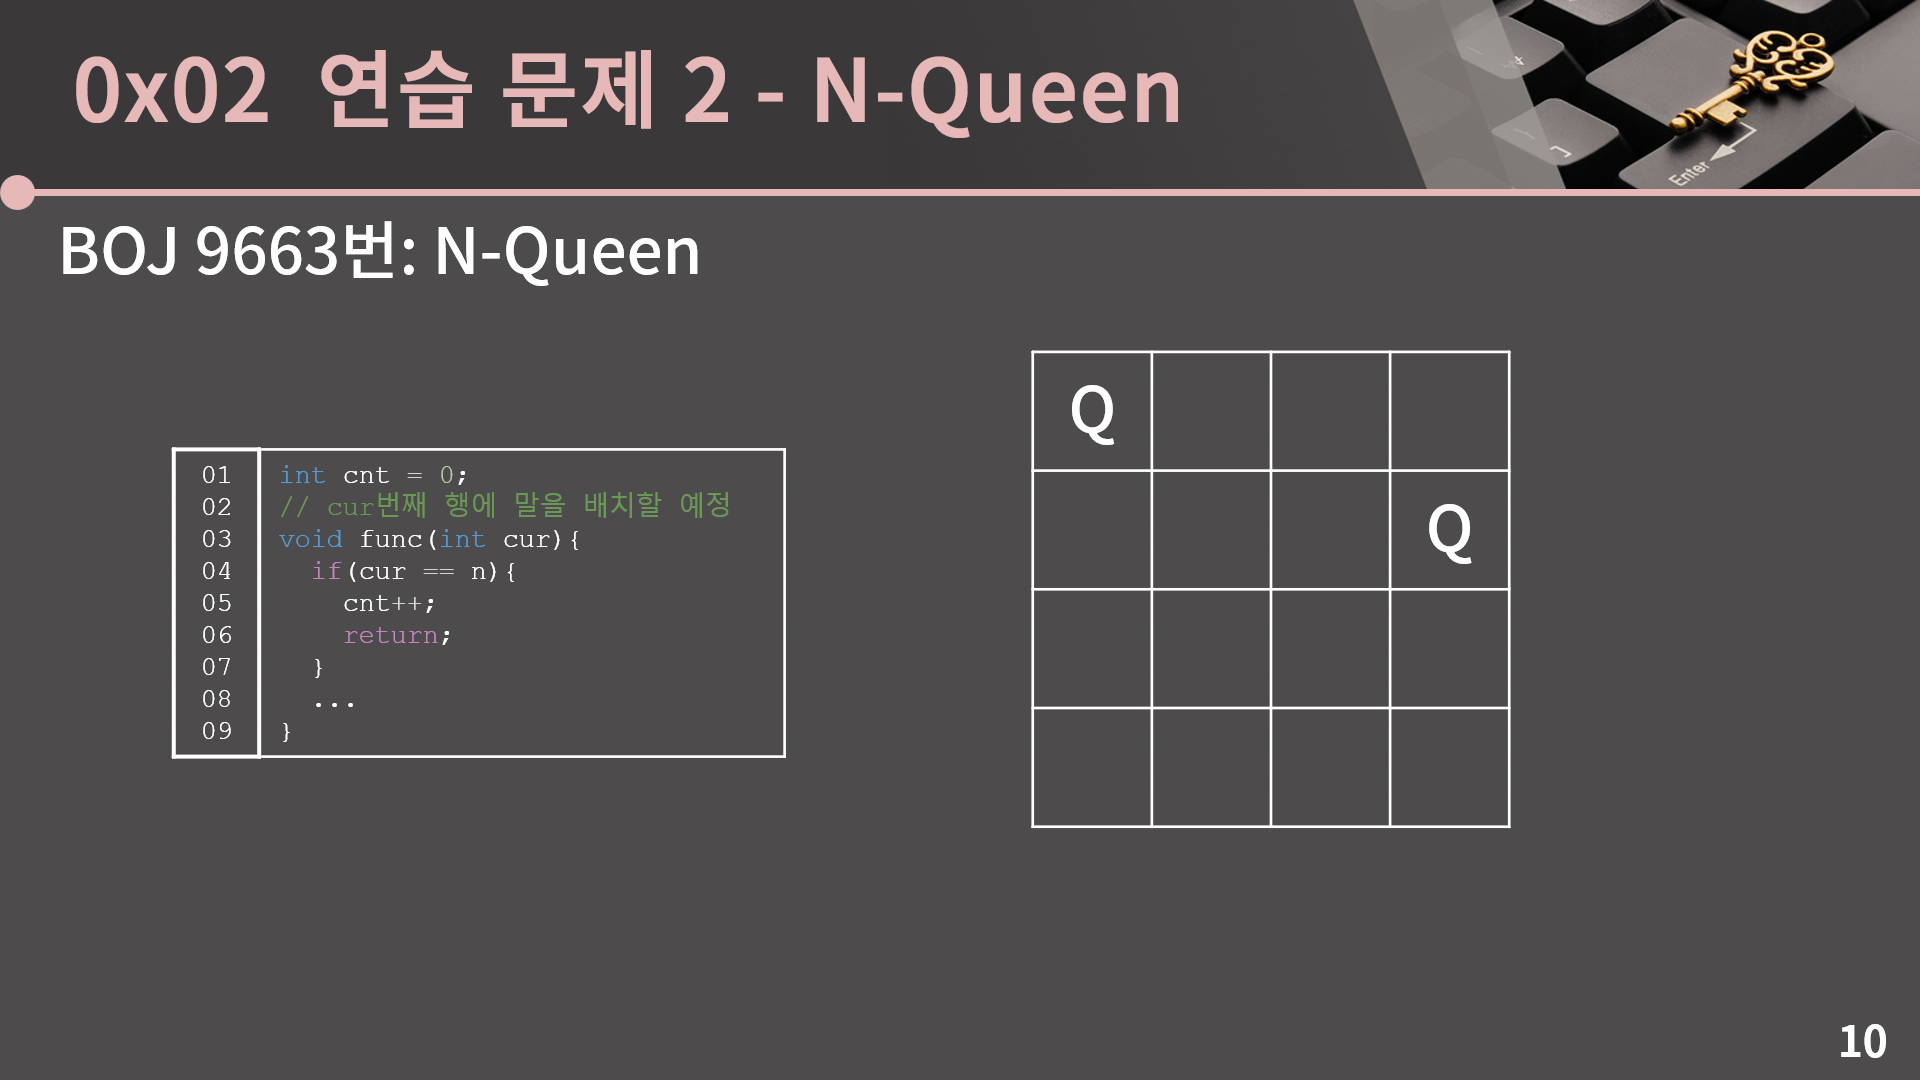 0x02 연습 문제 2 - N-Queen
Enter
BOJ 9663번: N-Queen
01 int cnt = 0;
02 // cur번째 행에 말을 배치할 예정
03 void func(int cur){
04   if(cur == n){
05     cnt++;
06     return;
07   }
08   ...
09 }
Q
Q
10